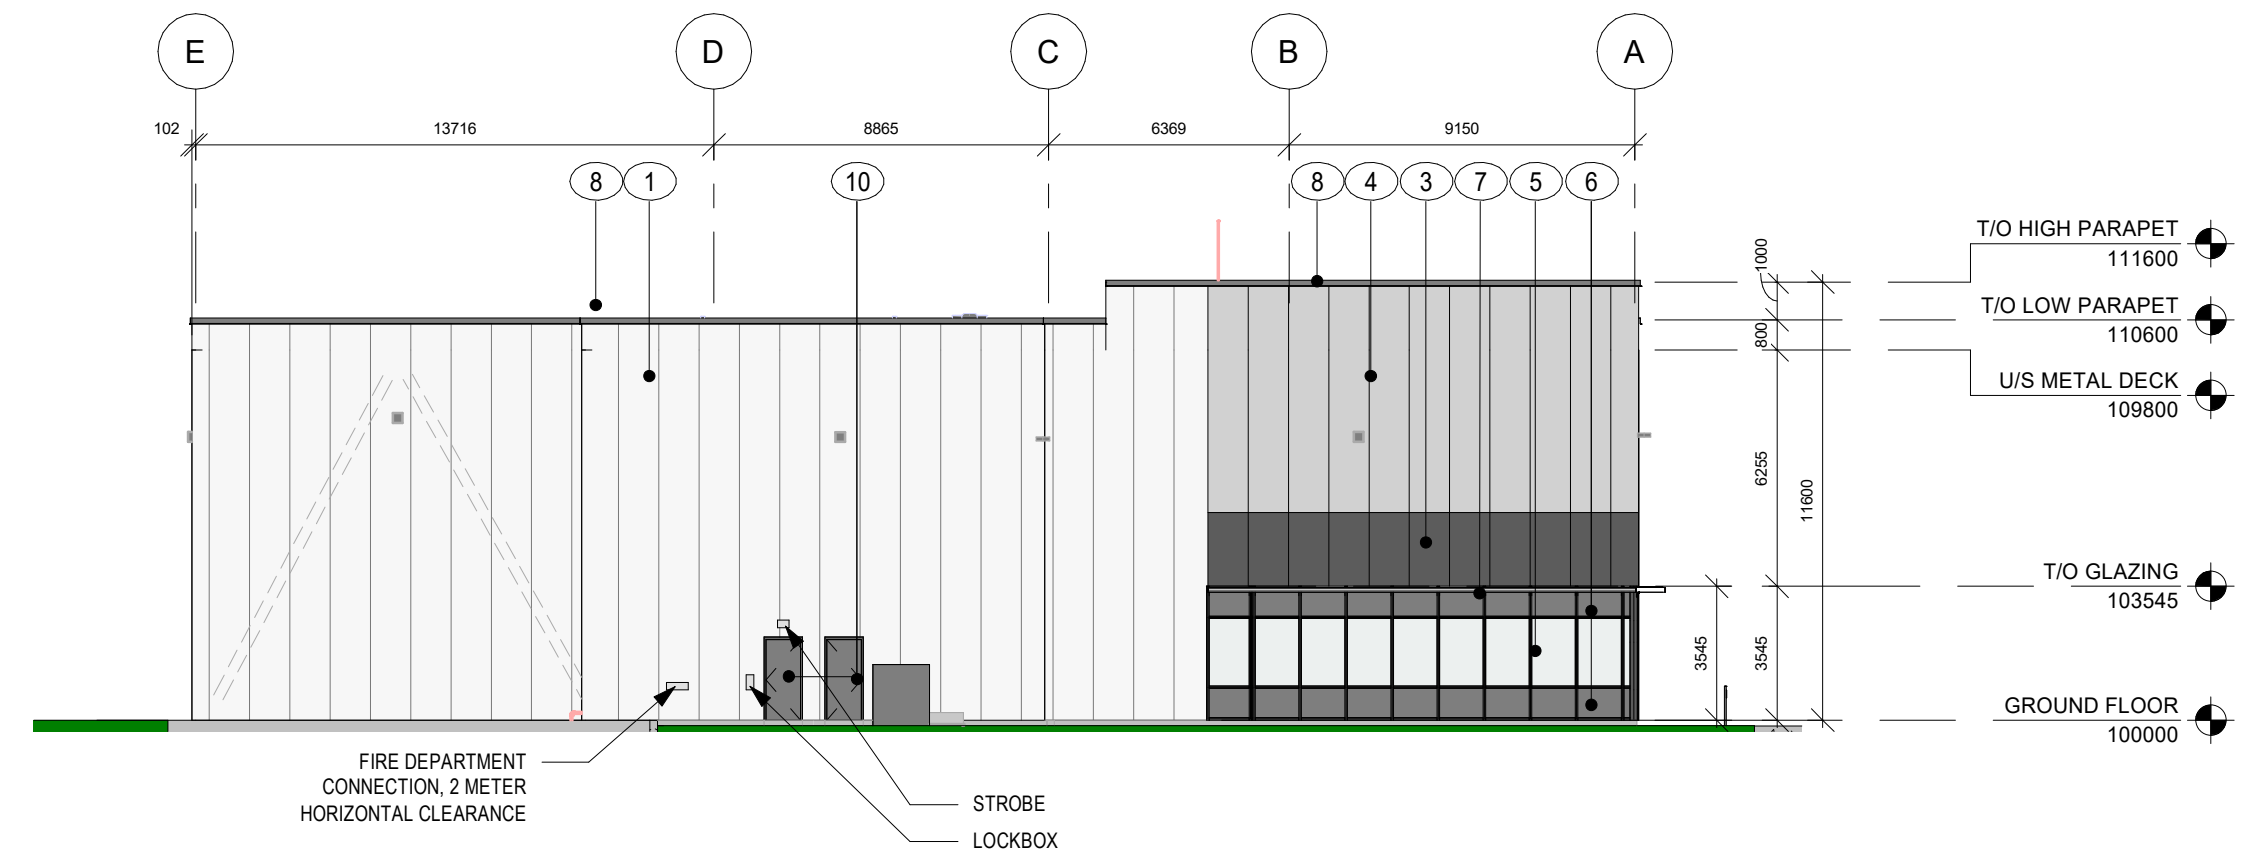 E
D
C
B
A
102
13716
8865
6369
9150
8
1
10
8
4
3
7
5
6
T/O HIGH PARAPET
111600
T/O LOW PARAPET
110600
U/S METAL DECK
109800
T/O GLAZING
103545
GROUND FLOOR
100000
1000
800
6255
11600
3545
3545
FIRE DEPARTMENT
CONNECTION, 2 METER
HORIZONTAL CLEARANCE
STROBE
LOCKBOX